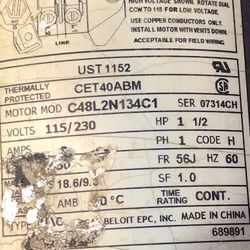 BROWN, SHOWN. ROTATE DIAL
CCW TO 115 FOR LOW VOLTAGE.
USE COPPER CONDUCTORS ONLY.
INSTALL MOTOR WITH VENTS DOWN.
LINE
ACCEPTABLE FOR FIELD WIRING
UST 1152
THERMALLY PROTECTED CET40ABM
MOTOR MOD C48L2N134C1 SER 07314CH
VOLTS 115/230 HP 1 1/2
AMPS PH 1 CODE H
FR 56J HZ 60
18.6/9.3 SF 1.0
AMB 0°C TIME RATING CONT.
BELOIT EPC, INC. MADE IN CHINA
689891